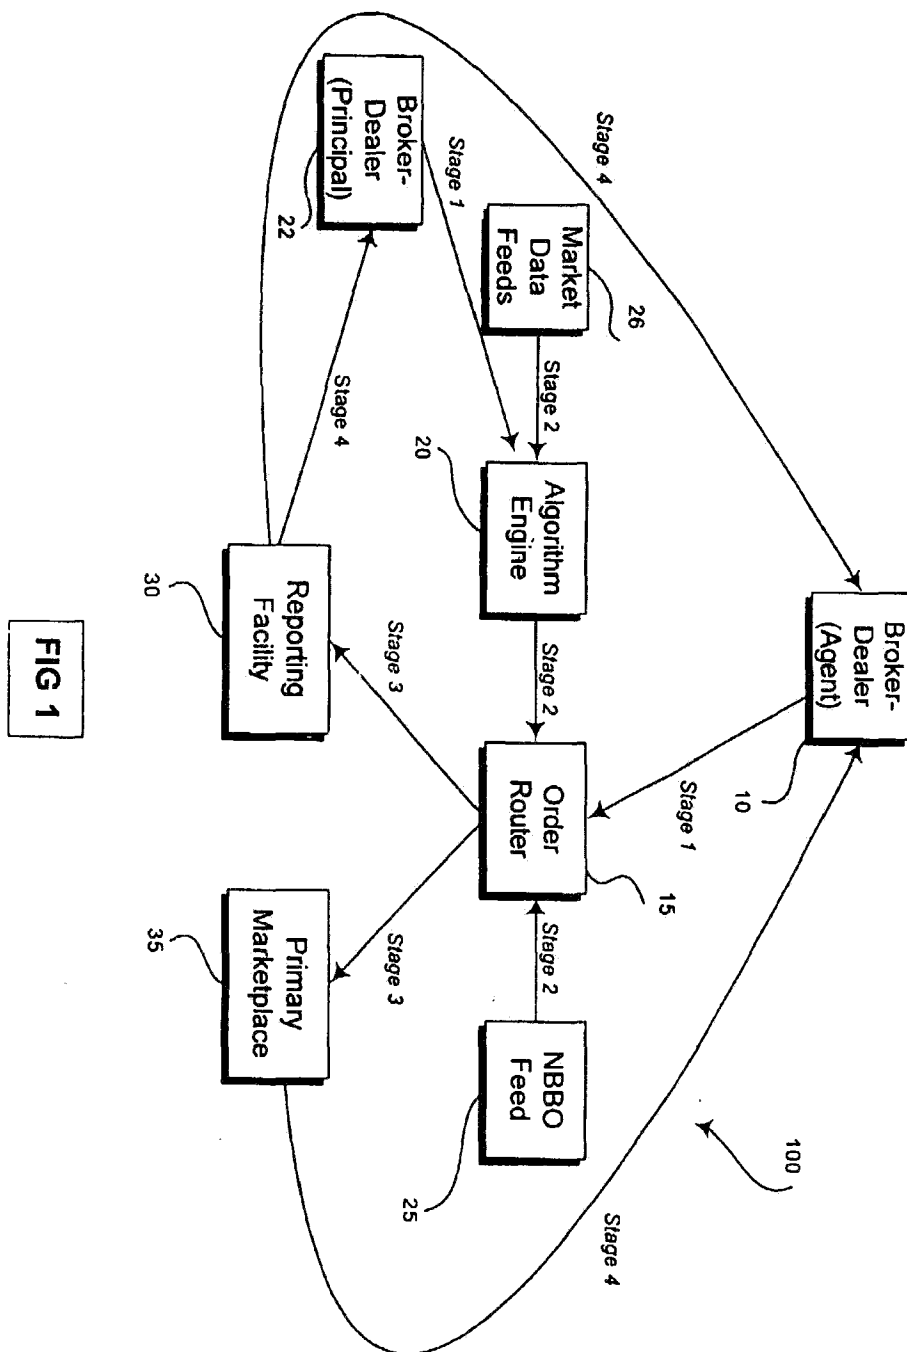 Broker-
Dealer
(Agent)
10
100
Stage 1
Stage 4
Stage 4
26
15
Market
Data
Feeds
Stage 2
Algorithm
Engine
Stage 2
Order
Router
Stage 2
NBBO
Feed
Stage 1
20
25
Broker-
Dealer
(Principal)
22
Stage 3
Stage 3
Stage 4
Reporting
Facility
30
Primary
Marketplace
35
FIG 1